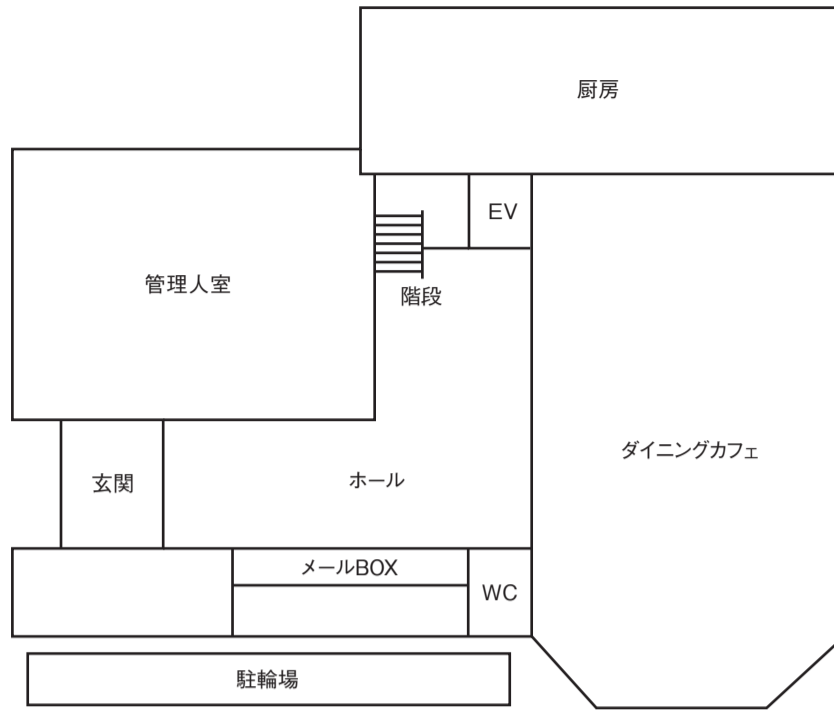 厨房
EV
管理人室
階段
ダイニングカフェ
玄関
ホール
メールBOX
WC
駐輪場